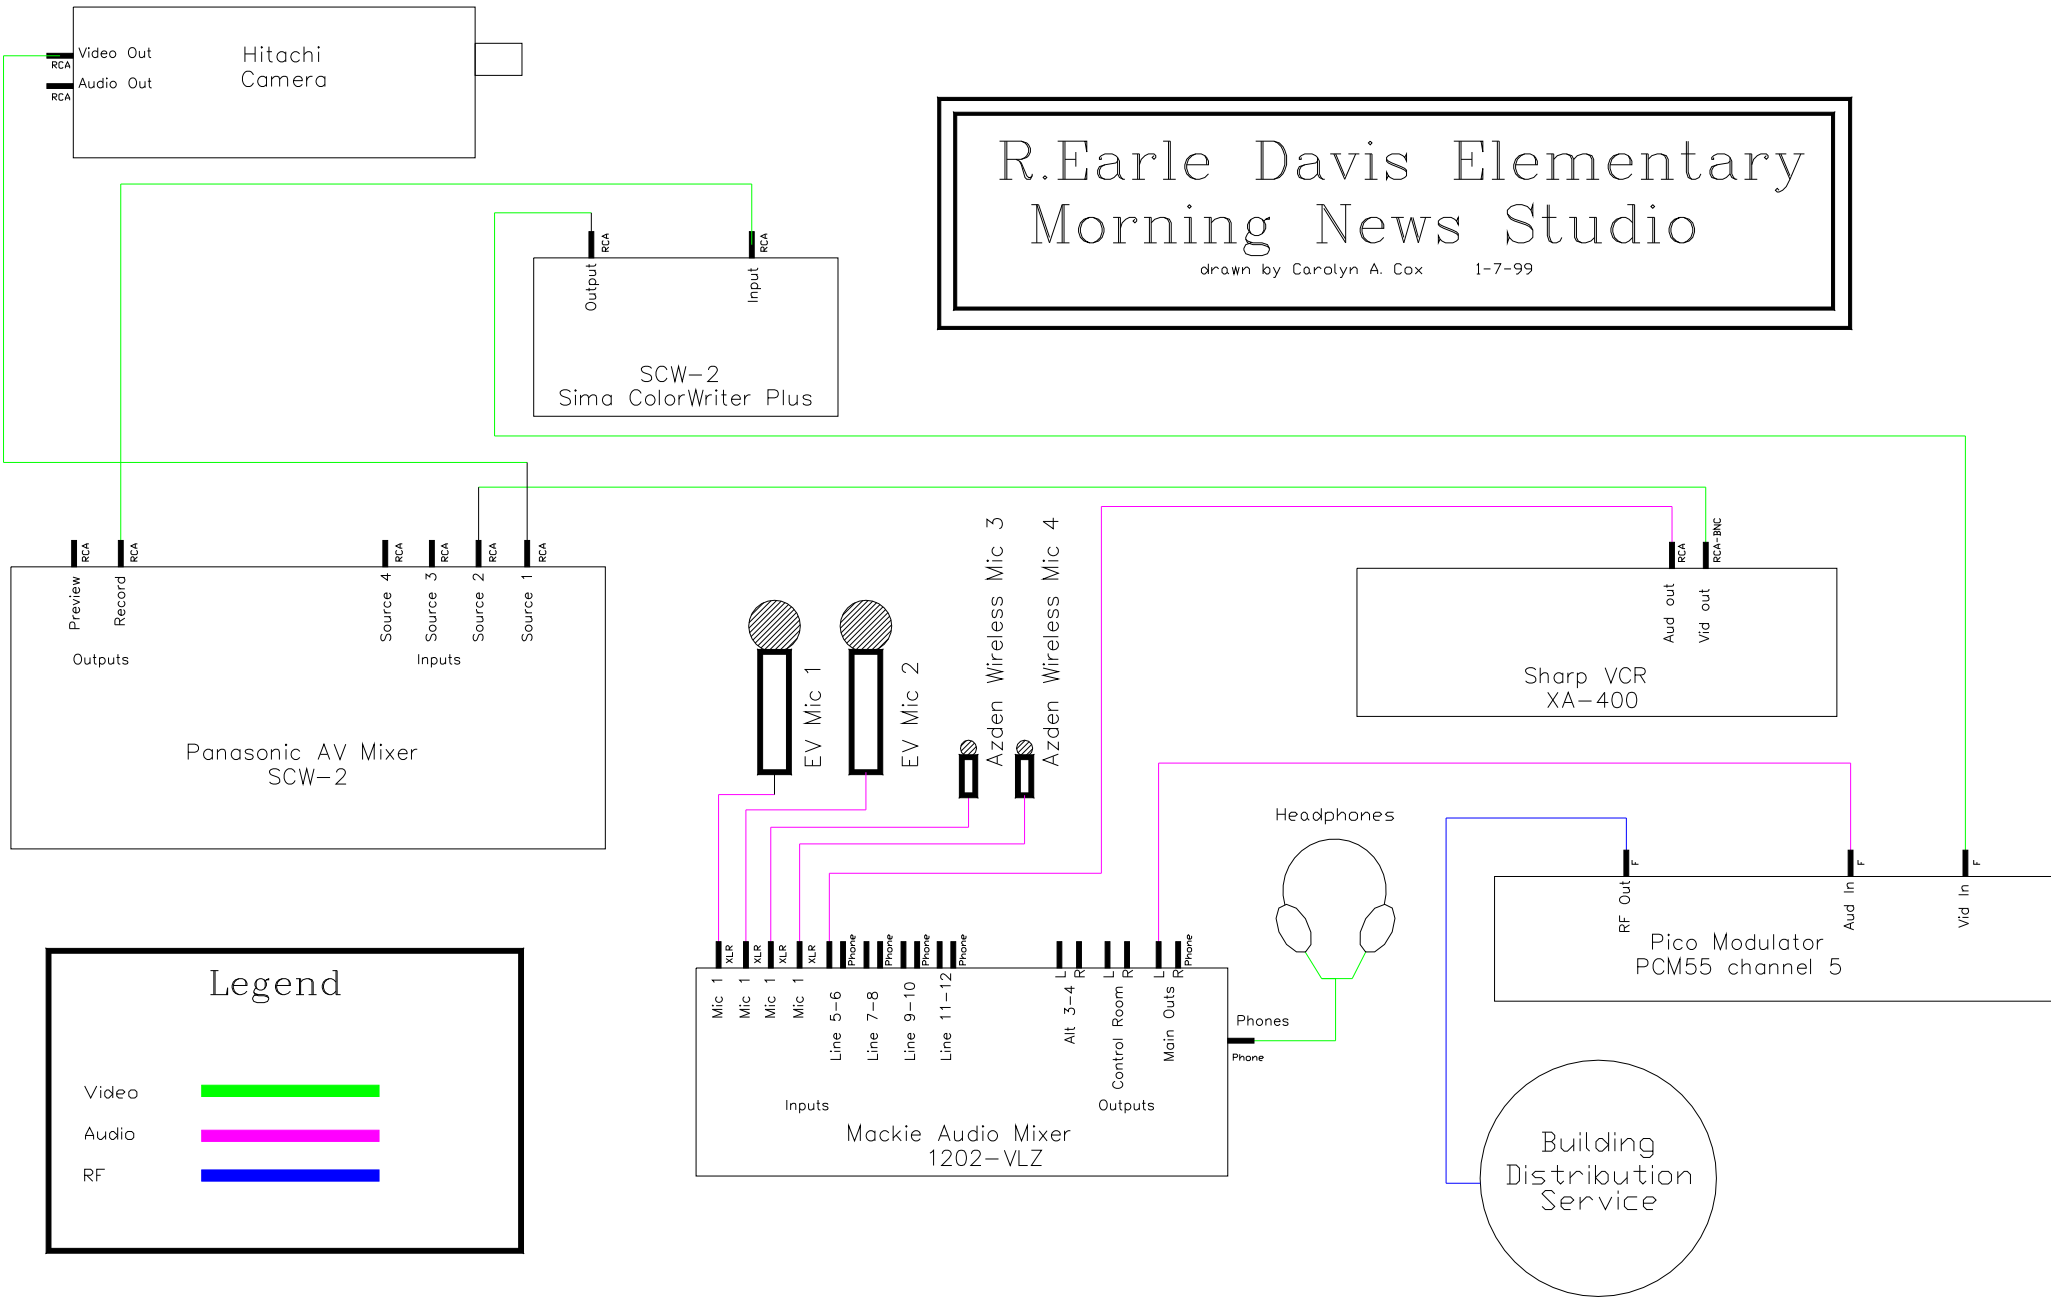 Video Out
RCA
Audio Out
RCA
Hitachi
Camera
R.Earle Davis Elementary
Morning News Studio
drawn by Carolyn A. Cox 1-7-99
RCA
RCA
Output
Input
SCW-2
Sima ColorWriter Plus
RCA
RCA
RCA
RCA
RCA
RCA
Preview
Record
Source 4
Source 3
Source 2
Source 1
Outputs
Inputs
Panasonic AV Mixer
SCW-2
EV Mic 1
EV Mic 2
Azden Wireless Mic 3
Azden Wireless Mic 4
RCA
RCA-BNC
Aud out
Vid out
Sharp VCR
XA-400
Headphones
F
F
F
RF Out
Aud In
Vid In
Pico Modulator
PCM55 channel 5
XLR
XLR
XLR
XLR
Phone
Phone
Phone
Phone
Phone
Mic 1
Mic 1
Mic 1
Mic 1
Line 5-6
Line 7-8
Line 9-10
Line 11-12
L
R
Alt 3-4
L
R
Control Room
L
R
Main Outs
Phones
Phone
Inputs
Outputs
Mackie Audio Mixer
1202-VLZ
Building
Distribution
Service
Legend
Video
Audio
RF